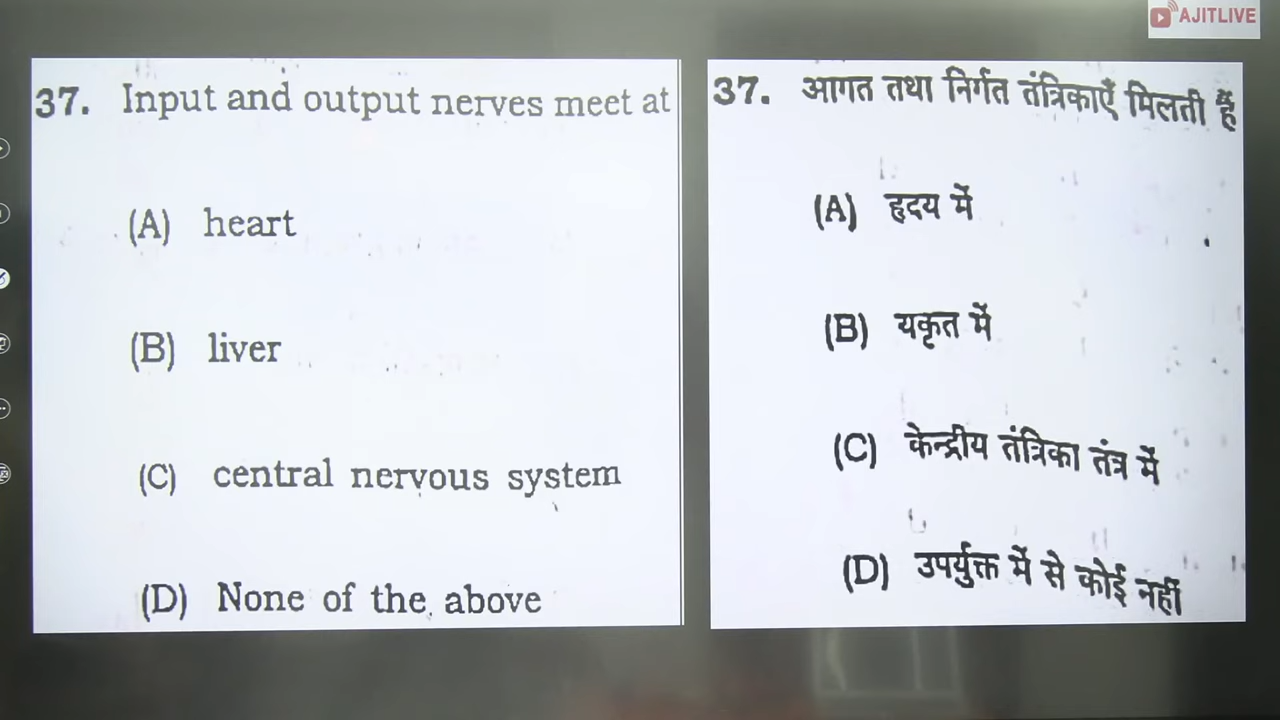 AJITLIVE
37. Input and output nerves meet at
(A) heart
(B) liver
(C) central nervous system
(D) None of the above
37. आगत तथा निर्गत तंत्रिकाएँ मिलती हैं
(A) हृदय में
(B) यकृत में
(C) केन्द्रीय तंत्रिका तंत्र में
(D) उपर्युक्त में से कोई नहीं